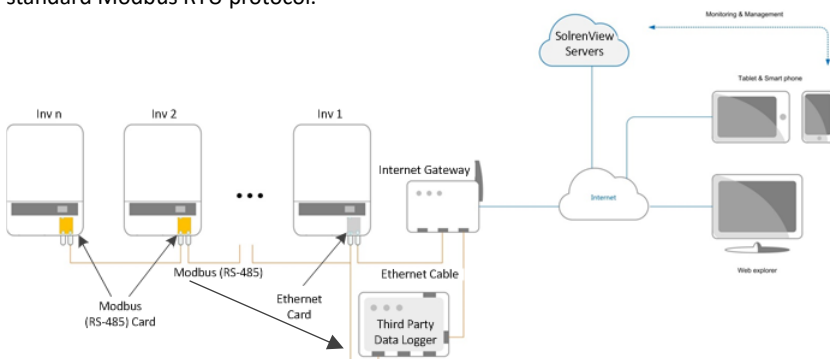 standard Modbus RTU protocol.
Monitoring & Management
SolrenView
Servers
Tablet & Smart phone
Inv n
Inv 2
Inv 1
Internet Gateway
Internet
Modbus (RS-485)
Ethernet Cable
Web explorer
Modbus
(RS-485) Card
Ethernet
Card
Third Party
Data Logger